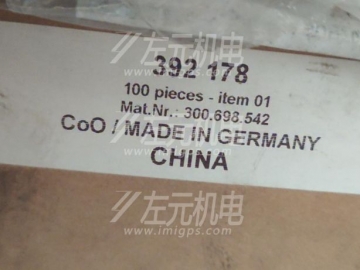 左元机电
392 178
100 pieces - item 01
Mat.Nr.: 300.698.542
CoO / MADE IN GERMANY
CHINA
左元机电
www.imigps.com